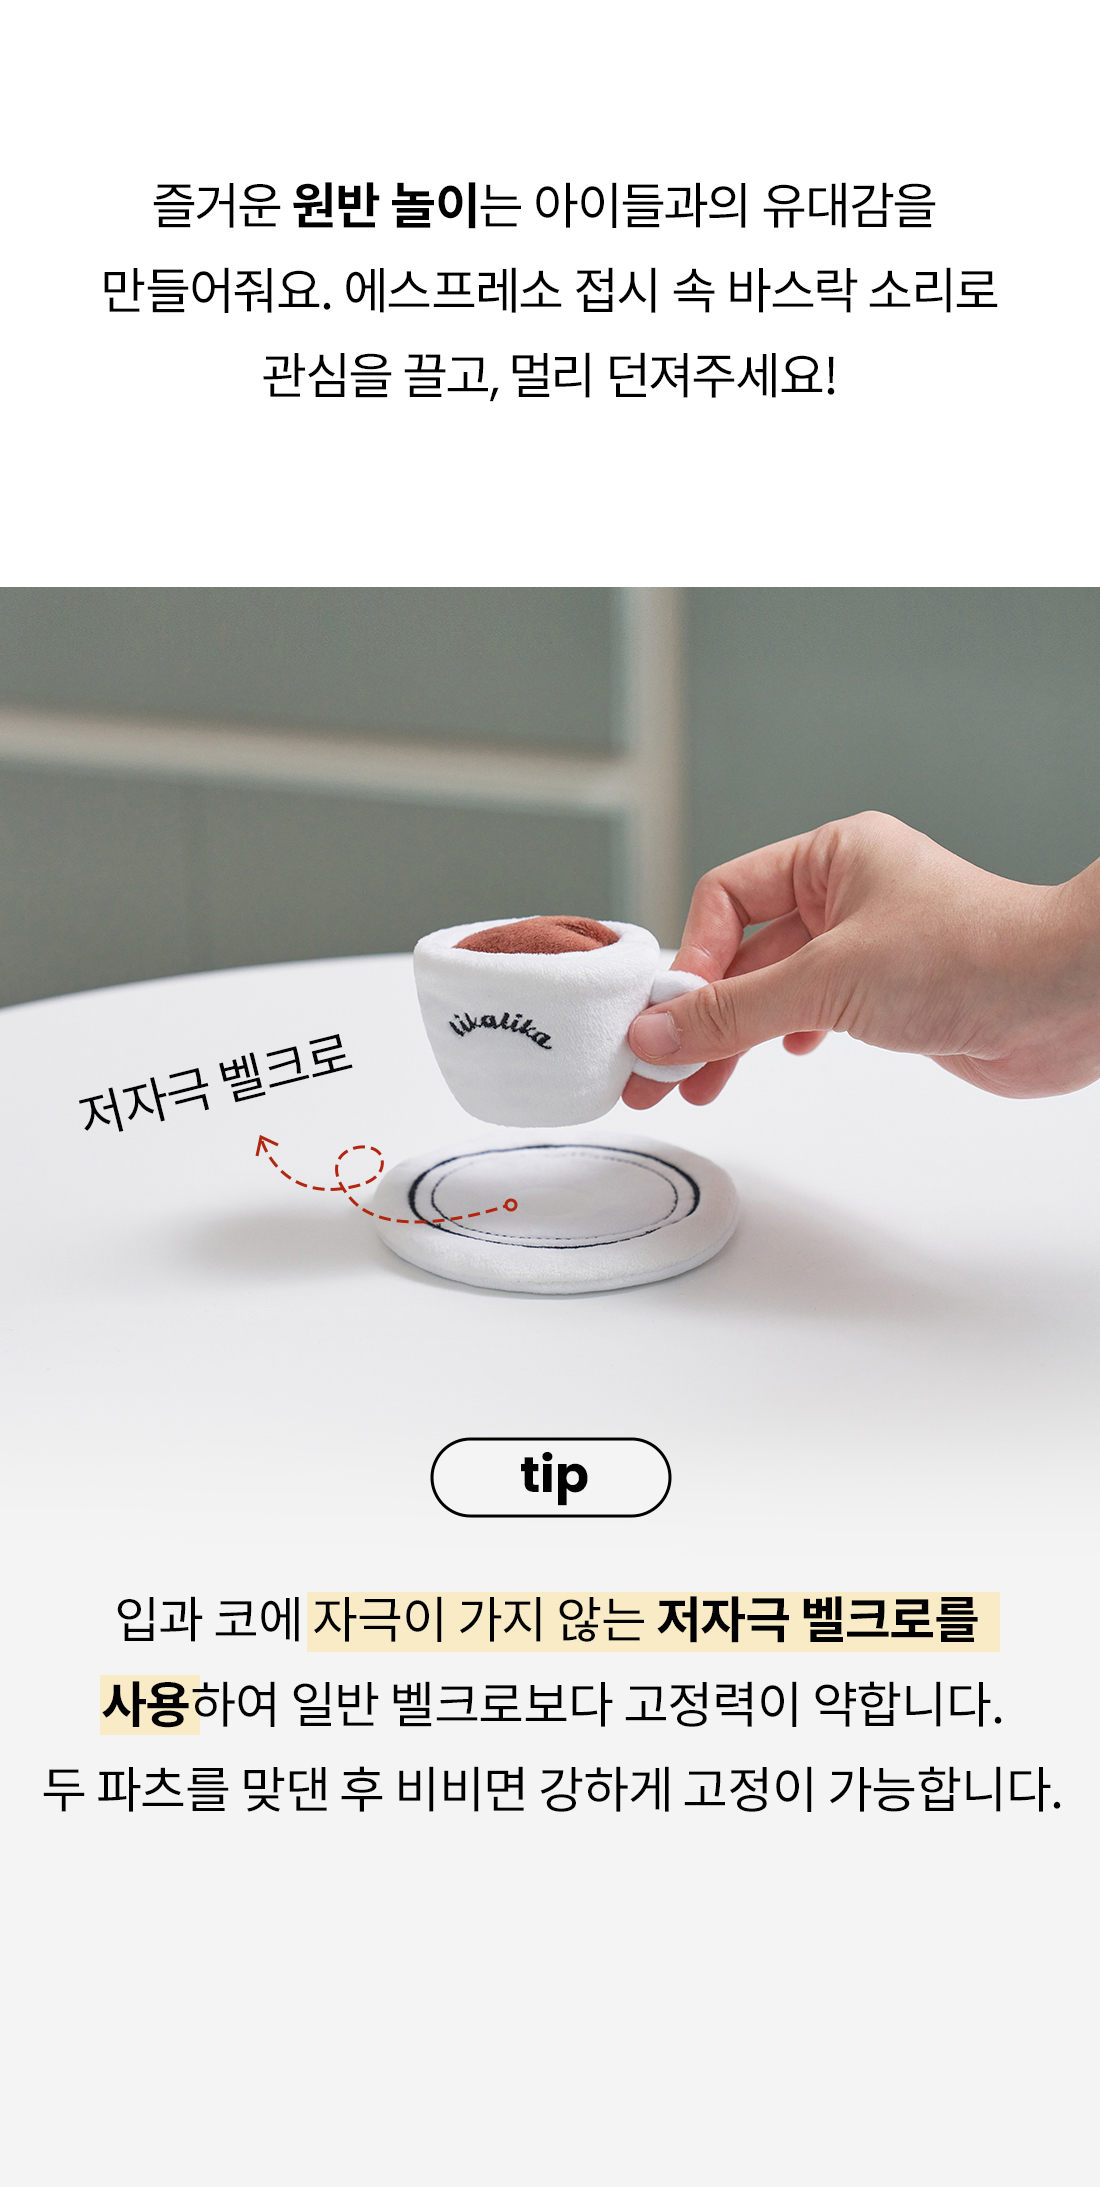 즐거운 원반 놀이는 아이들과의 유대감을
만들어줘요. 에스프레소 접시 속 바스락 소리로
관심을 끌고, 멀리 던져주세요!
likalika
저자극 벨크로
tip
입과 코에 자극이 가지 않는 저자극 벨크로를
사용하여 일반 벨크로보다 고정력이 약합니다.
두 파츠를 맞댄 후 비비면 강하게 고정이 가능합니다.